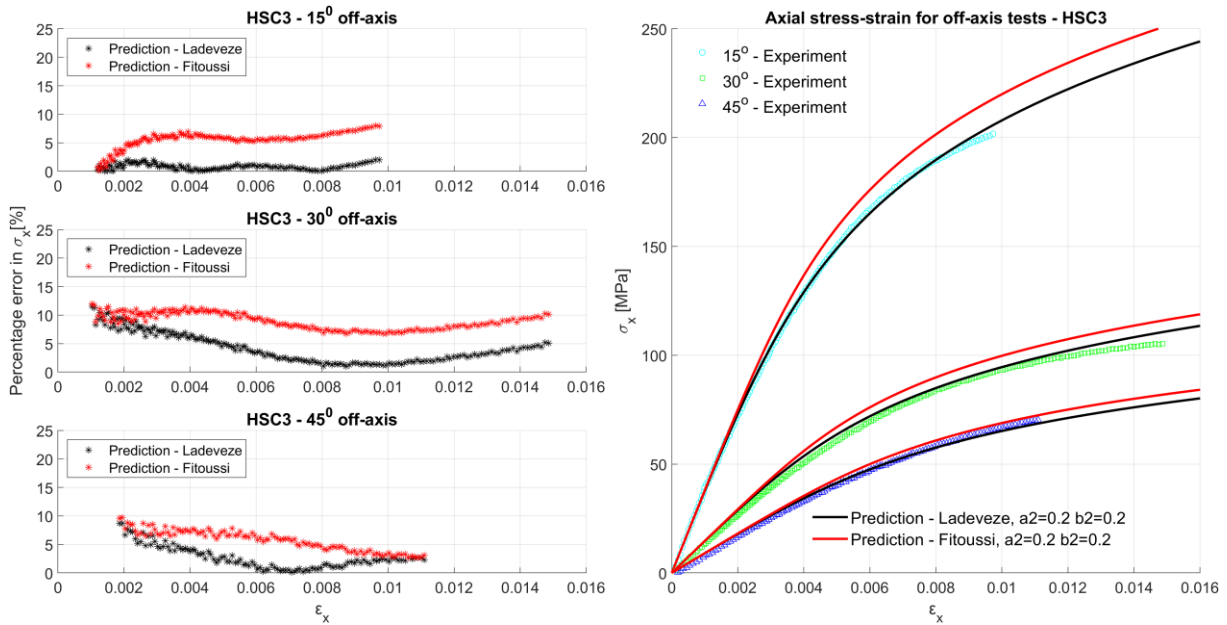 HSC3 - 15⁰ off-axis
25
20
15
10
5
0
Prediction - Ladeveze
Prediction - Fitoussi
0 0.002 0.004 0.006 0.008 0.01 0.012 0.014 0.016
HSC3 - 30⁰ off-axis
Percentage error in σₓ[%]
25
20
15
10
5
0
Prediction - Ladeveze
Prediction - Fitoussi
0 0.002 0.004 0.006 0.008 0.01 0.012 0.014 0.016
HSC3 - 45⁰ off-axis
25
20
15
10
5
0
Prediction - Ladeveze
Prediction - Fitoussi
0 0.002 0.004 0.006 0.008 0.01 0.012 0.014 0.016
εₓ
Axial stress-strain for off-axis tests - HSC3
250
200
150
100
50
0
σₓ [MPa]
15° - Experiment
30° - Experiment
45° - Experiment
Prediction - Ladeveze, a2=0.2 b2=0.2
Prediction - Fitoussi, a2=0.2 b2=0.2
0 0.002 0.004 0.006 0.008 0.01 0.012 0.014 0.016
εₓ